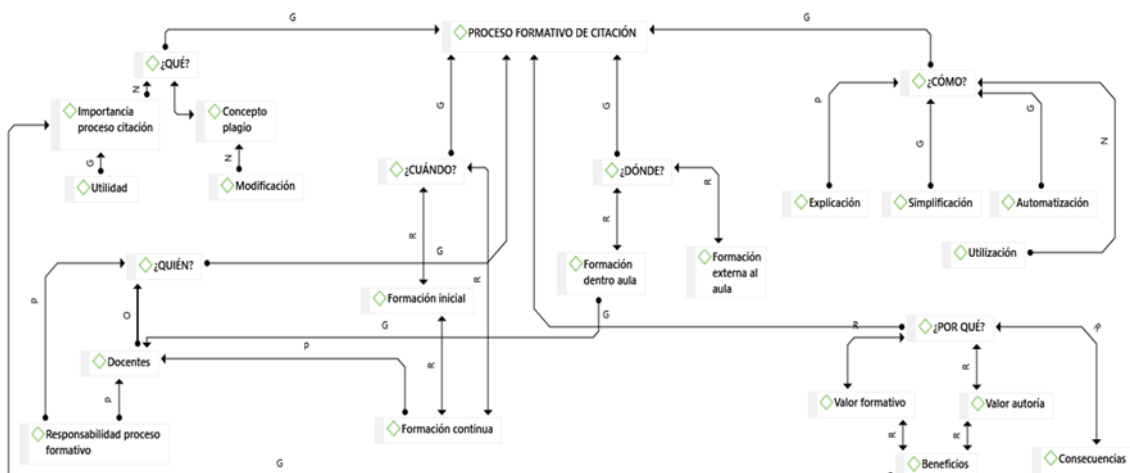 G
G
PROCESO FORMATIVO DE CITACIÓN
¿QUÉ?
¿CÓMO?
N
Importancia
proceso citación
Concepto
plagio
G
G
P
G
G
N
G
N
Utilidad
Modificación
¿CUÁNDO?
¿DÓNDE?
R
Explicación
Simplificación
Automatización
R
R
G
Utilización
¿QUIÉN?
Formación
dentro aula
Formación
externa al
aula
P
R
Formación inicial
O
G
G
R
¿POR QUÉ?
R
P
Docentes
R
R
P
Valor formativo
Valor autoría
Responsabilidad proceso
formativo
Formación continua
R
R
G
Beneficios
Consecuencias